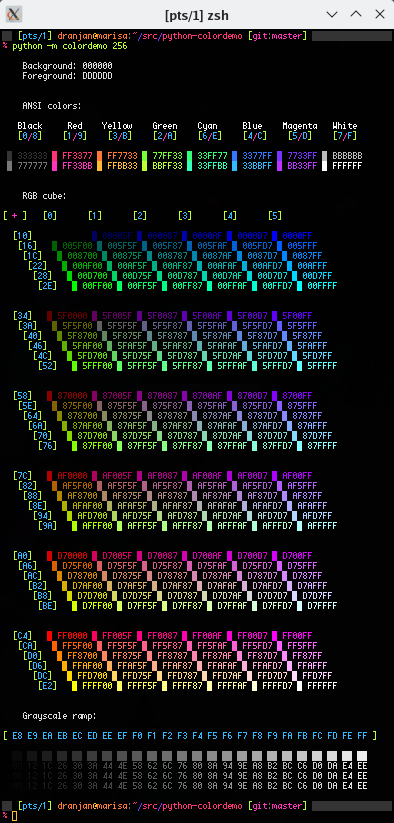 [pts/1] zsh
[pts/1] dranjan@marisa:~/src/python-colordemo [git:master]
% python -m colordemo 256
Background: 000000
Foreground: DDDDDD
ANSI colors:
Black Red Yellow Green Cyan Blue Magenta White
[0/8] [1/9] [3/B] [2/A] [6/E] [4/C] [5/D] [7/F]
333333 FF3377 FF7733 77FF33 33FF77 3377FF 7733FF BBBBBB
777777 FF33BB FFBB33 BBFF33 33FFBB 33BBFF BB33FF FFFFFF
RGB cube:
[ + ] [0] [1] [2] [3] [4] [5]
[10] 00005F 000087 0000AF 0000D7 0000FF
[16] 005F00 005F5F 005F87 005FAF 005FD7 005FFF
[1C] 008700 00875F 008787 0087AF 0087D7 0087FF
[22] 00AF00 00AF5F 00AF87 00AFAF 00AFD7 00AFFF
[28] 00D700 00D75F 00D787 00D7AF 00D7D7 00D7FF
[2E] 00FF00 00FF5F 00FF87 00FFAF 00FFD7 00FFFF
[34] 5F0000 5F005F 5F0087 5F00AF 5F00D7 5F00FF
[3A] 5F5F00 5F5F5F 5F5F87 5F5FAF 5F5FD7 5F5FFF
[40] 5F8700 5F875F 5F8787 5F87AF 5F87D7 5F87FF
[46] 5FAF00 5FAF5F 5FAF87 5FAFAF 5FAFD7 5FAFFF
[4C] 5FD700 5FD75F 5FD787 5FD7AF 5FD7D7 5FD7FF
[52] 5FFF00 5FFF5F 5FFF87 5FFFAF 5FFFD7 5FFFFF
[58] 870000 87005F 870087 8700AF 8700D7 8700FF
[5E] 875F00 875F5F 875F87 875FAF 875FD7 875FFF
[64] 878700 87875F 878787 8787AF 8787D7 8787FF
[6A] 87AF00 87AF5F 87AF87 87AFAF 87AFD7 87AFFF
[70] 87D700 87D75F 87D787 87D7AF 87D7D7 87D7FF
[76] 87FF00 87FF5F 87FF87 87FFAF 87FFD7 87FFFF
[7C] AF0000 AF005F AF0087 AF00AF AF00D7 AF00FF
[82] AF5F00 AF5F5F AF5F87 AF5FAF AF5FD7 AF5FFF
[88] AF8700 AF875F AF8787 AF87AF AF87D7 AF87FF
[8E] AFAF00 AFAF5F AFAF87 AFAFAF AFAFD7 AFAFFF
[94] AFD700 AFD75F AFD787 AFD7AF AFD7D7 AFD7FF
[9A] AFFF00 AFFF5F AFFF87 AFFFAF AFFFD7 AFFFFF
[A0] D70000 D7005F D70087 D700AF D700D7 D700FF
[A6] D75F00 D75F5F D75F87 D75FAF D75FD7 D75FFF
[AC] D78700 D7875F D78787 D787AF D787D7 D787FF
[B2] D7AF00 D7AF5F D7AF87 D7AFAF D7AFD7 D7AFFF
[B8] D7D700 D7D75F D7D787 D7D7AF D7D7D7 D7D7FF
[BE] D7FF00 D7FF5F D7FF87 D7FFAF D7FFD7 D7FFFF
[C4] FF0000 FF005F FF0087 FF00AF FF00D7 FF00FF
[CA] FF5F00 FF5F5F FF5F87 FF5FAF FF5FD7 FF5FFF
[D0] FF8700 FF875F FF8787 FF87AF FF87D7 FF87FF
[D6] FFAF00 FFAF5F FFAF87 FFAFAF FFAFD7 FFAFFF
[DC] FFD700 FFD75F FFD787 FFD7AF FFD7D7 FFD7FF
[E2] FFFF00 FFFF5F FFFF87 FFFFAF FFFFD7 FFFFFF
Grayscale ramp:
[ E8 E9 EA EB EC ED EE EF F0 F1 F2 F3 F4 F5 F6 F7 F8 F9 FA FB FC FD FE FF ]
12 1C 26 30 3A 44 4E 58 62 6C 76 80 8A 94 9E A8 B2 BC C6 D0 DA E4 EE
[pts/1] dranjan@marisa:~/src/python-colordemo [git:master]
%